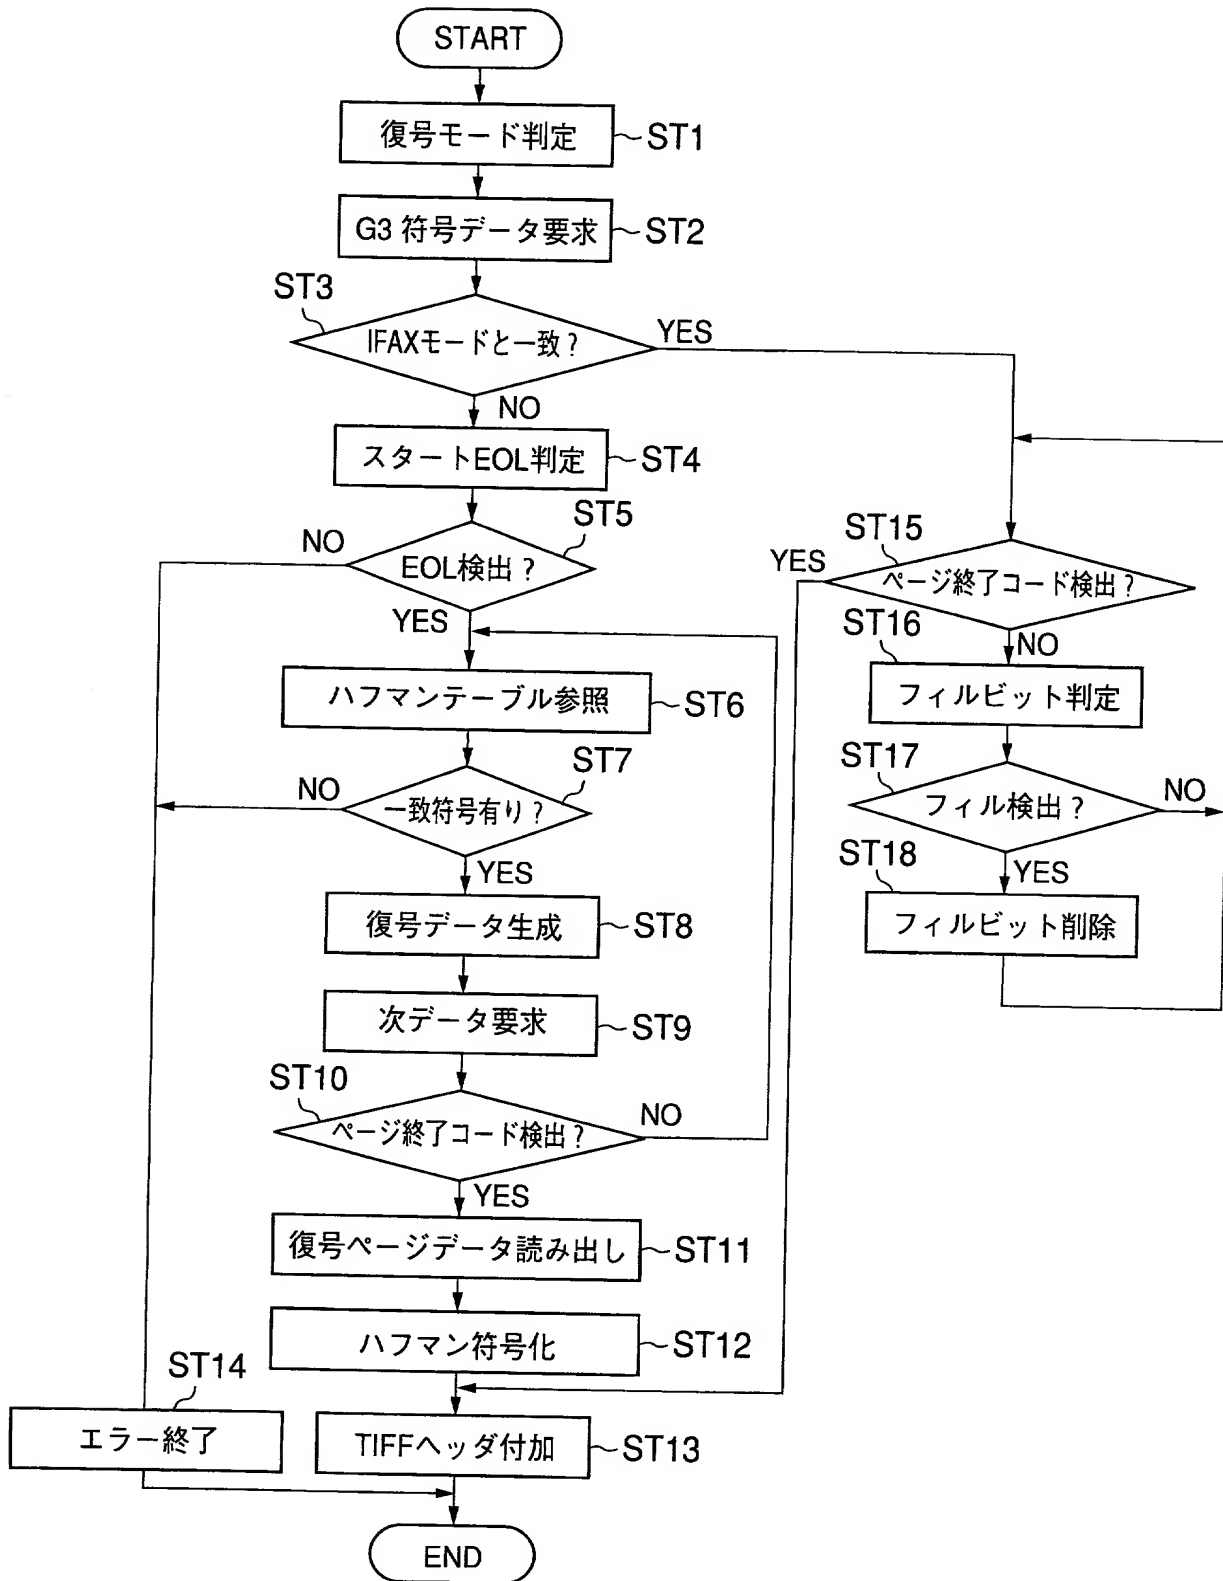 START
復号モード判定
ST1
G3 符号データ要求
ST2
ST3
IFAXモードと一致？
YES
NO
スタートEOL判定
ST4
ST5
NO
EOL検出？
YES
ハフマンテーブル参照
ST6
ST7
NO
一致符号有り？
YES
復号データ生成
ST8
次データ要求
ST9
ST10
ページ終了コード検出？
NO
YES
復号ページデータ読み出し
ST11
ハフマン符号化
ST12
ST14
エラー終了
TIFFヘッダ付加
ST13
END
ST15
YES
ページ終了コード検出？
ST16
NO
フィルビット判定
ST17
フィル検出？
NO
ST18
YES
フィルビット削除